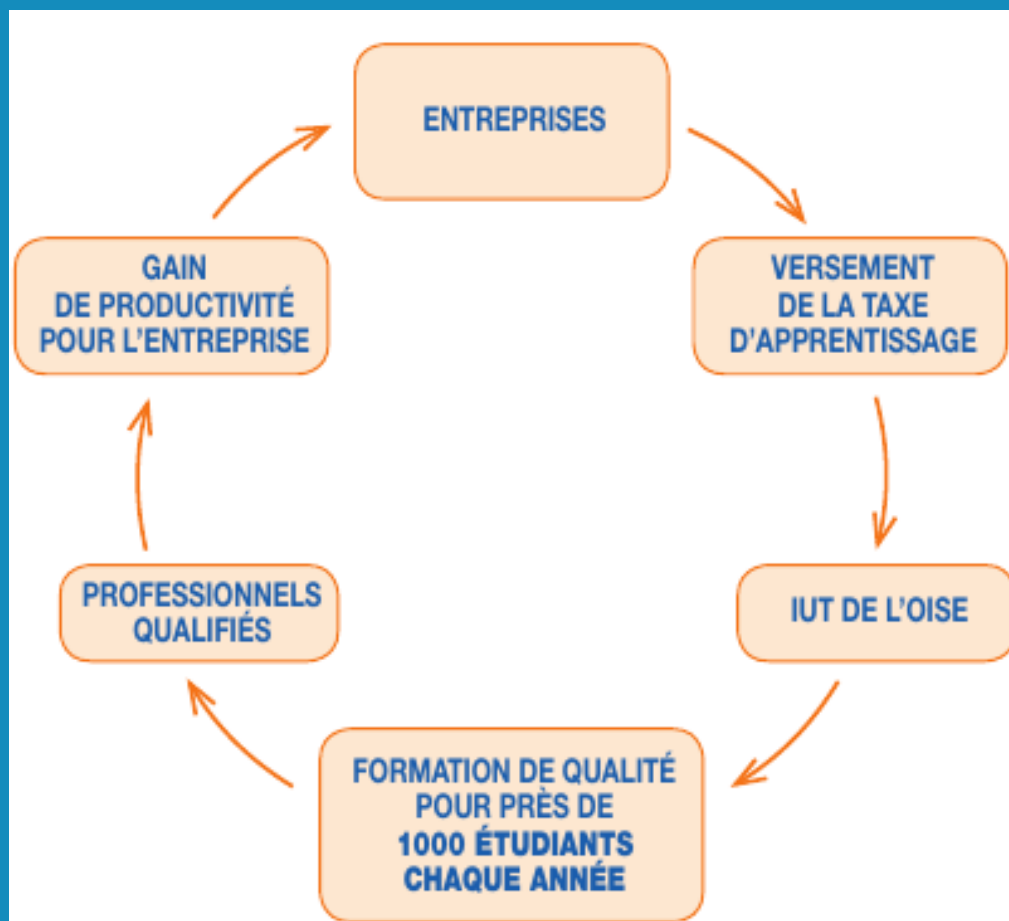 ENTREPRISES
VERSEMENT
DE LA TAXE
D'APPRENTISSAGE
IUT DE L'OISE
FORMATION DE QUALITÉ
POUR PRÈS DE
1000 ÉTUDIANTS
CHAQUE ANNÉE
PROFESSIONNELS
QUALIFIÉS
GAIN
DE PRODUCTIVITÉ
POUR L'ENTREPRISE